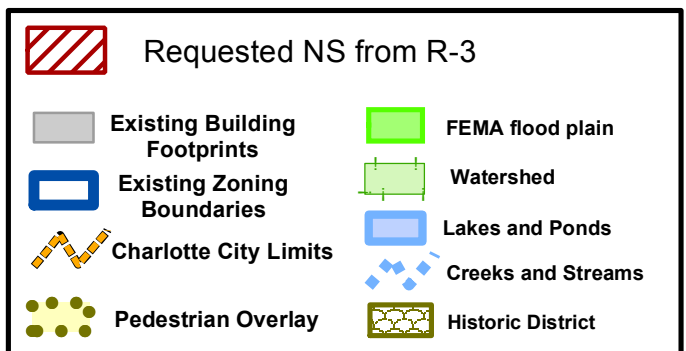 Requested NS from R-3
Existing Building
Footprints
Existing Zoning
Boundaries
Charlotte City Limits
Pedestrian Overlay
FEMA flood plain
Watershed
Lakes and Ponds
Creeks and Streams
Historic District